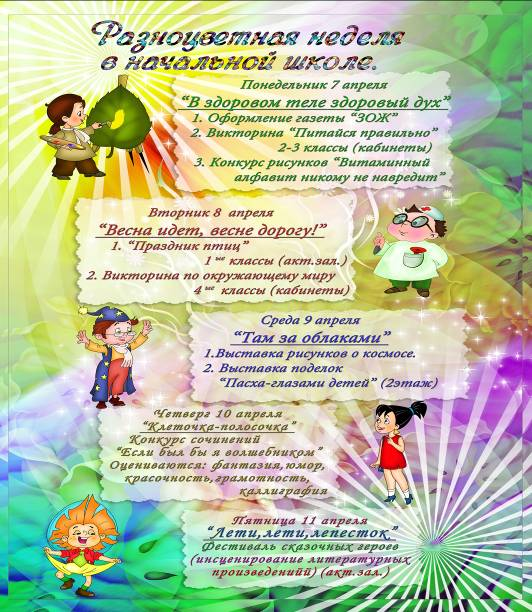 Разноцветная неделя
в начальной школе.
Понедельник 7 апреля
“В здоровом теле здоровый дух”
1. Оформление газеты “ЗОЖ”
2. Викторина “Питайся правильно”
2-3 классы (кабинеты)
3. Конкурс рисунков “Витаминный
алфавит никому не навредит”
Вторник 8 апреля
“Весна идет, весне дорогу!”
1. “Праздник птиц”
1 ые классы (акт.зал.)
2. Викторина по окружающему миру
4 ые классы (кабинеты)
Среда 9 апреля
“Там за облаками”
1.Выставка рисунков о космосе.
2. Выставка поделок
“Пасха-глазами детей” (2этаж)
Четверг 10 апреля
“Клеточка-полосочка”
Конкурс сочинений
“Если был бы я волшебником”
Оцениваются: фантазия,юмор,
красочность,грамотность,
каллиграфия
Пятница 11 апреля
“Лети,лети,лепесток”
Фестиваль сказочных героев
(инсценирование литературных
произведениий) (акт.зал.)